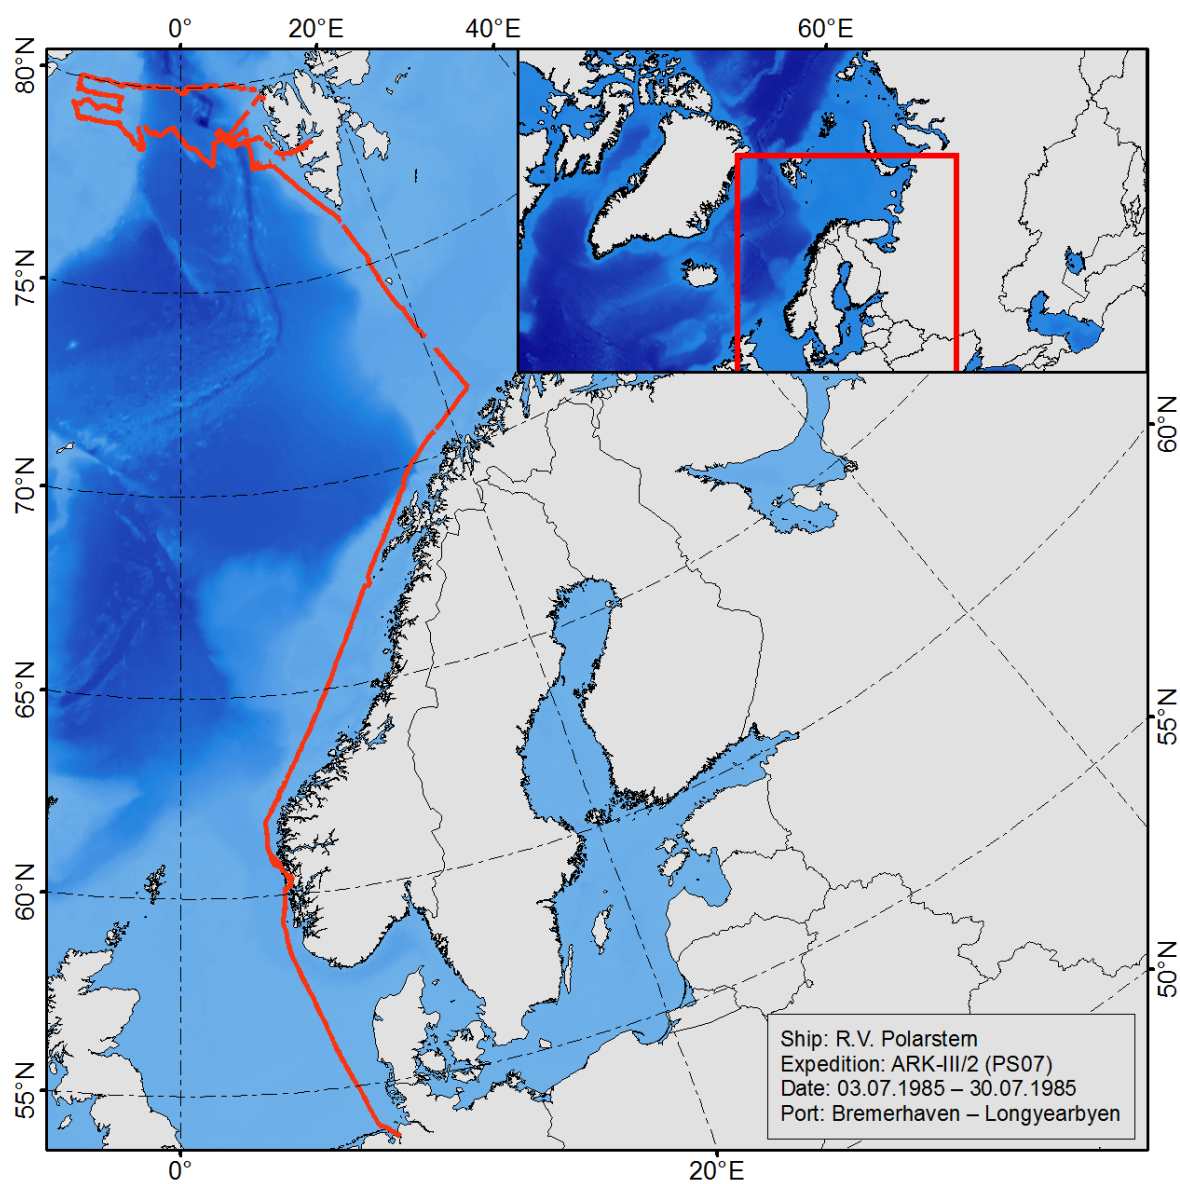 0° 20°E 40°E 60°E
80°N
75°N
70°N
65°N
60°N
55°N
60°N
55°N
50°N
Ship: R.V. Polarstern
Expedition: ARK-III/2 (PS07)
Date: 03.07.1985 – 30.07.1985
Port: Bremerhaven – Longyearbyen
0° 20°E